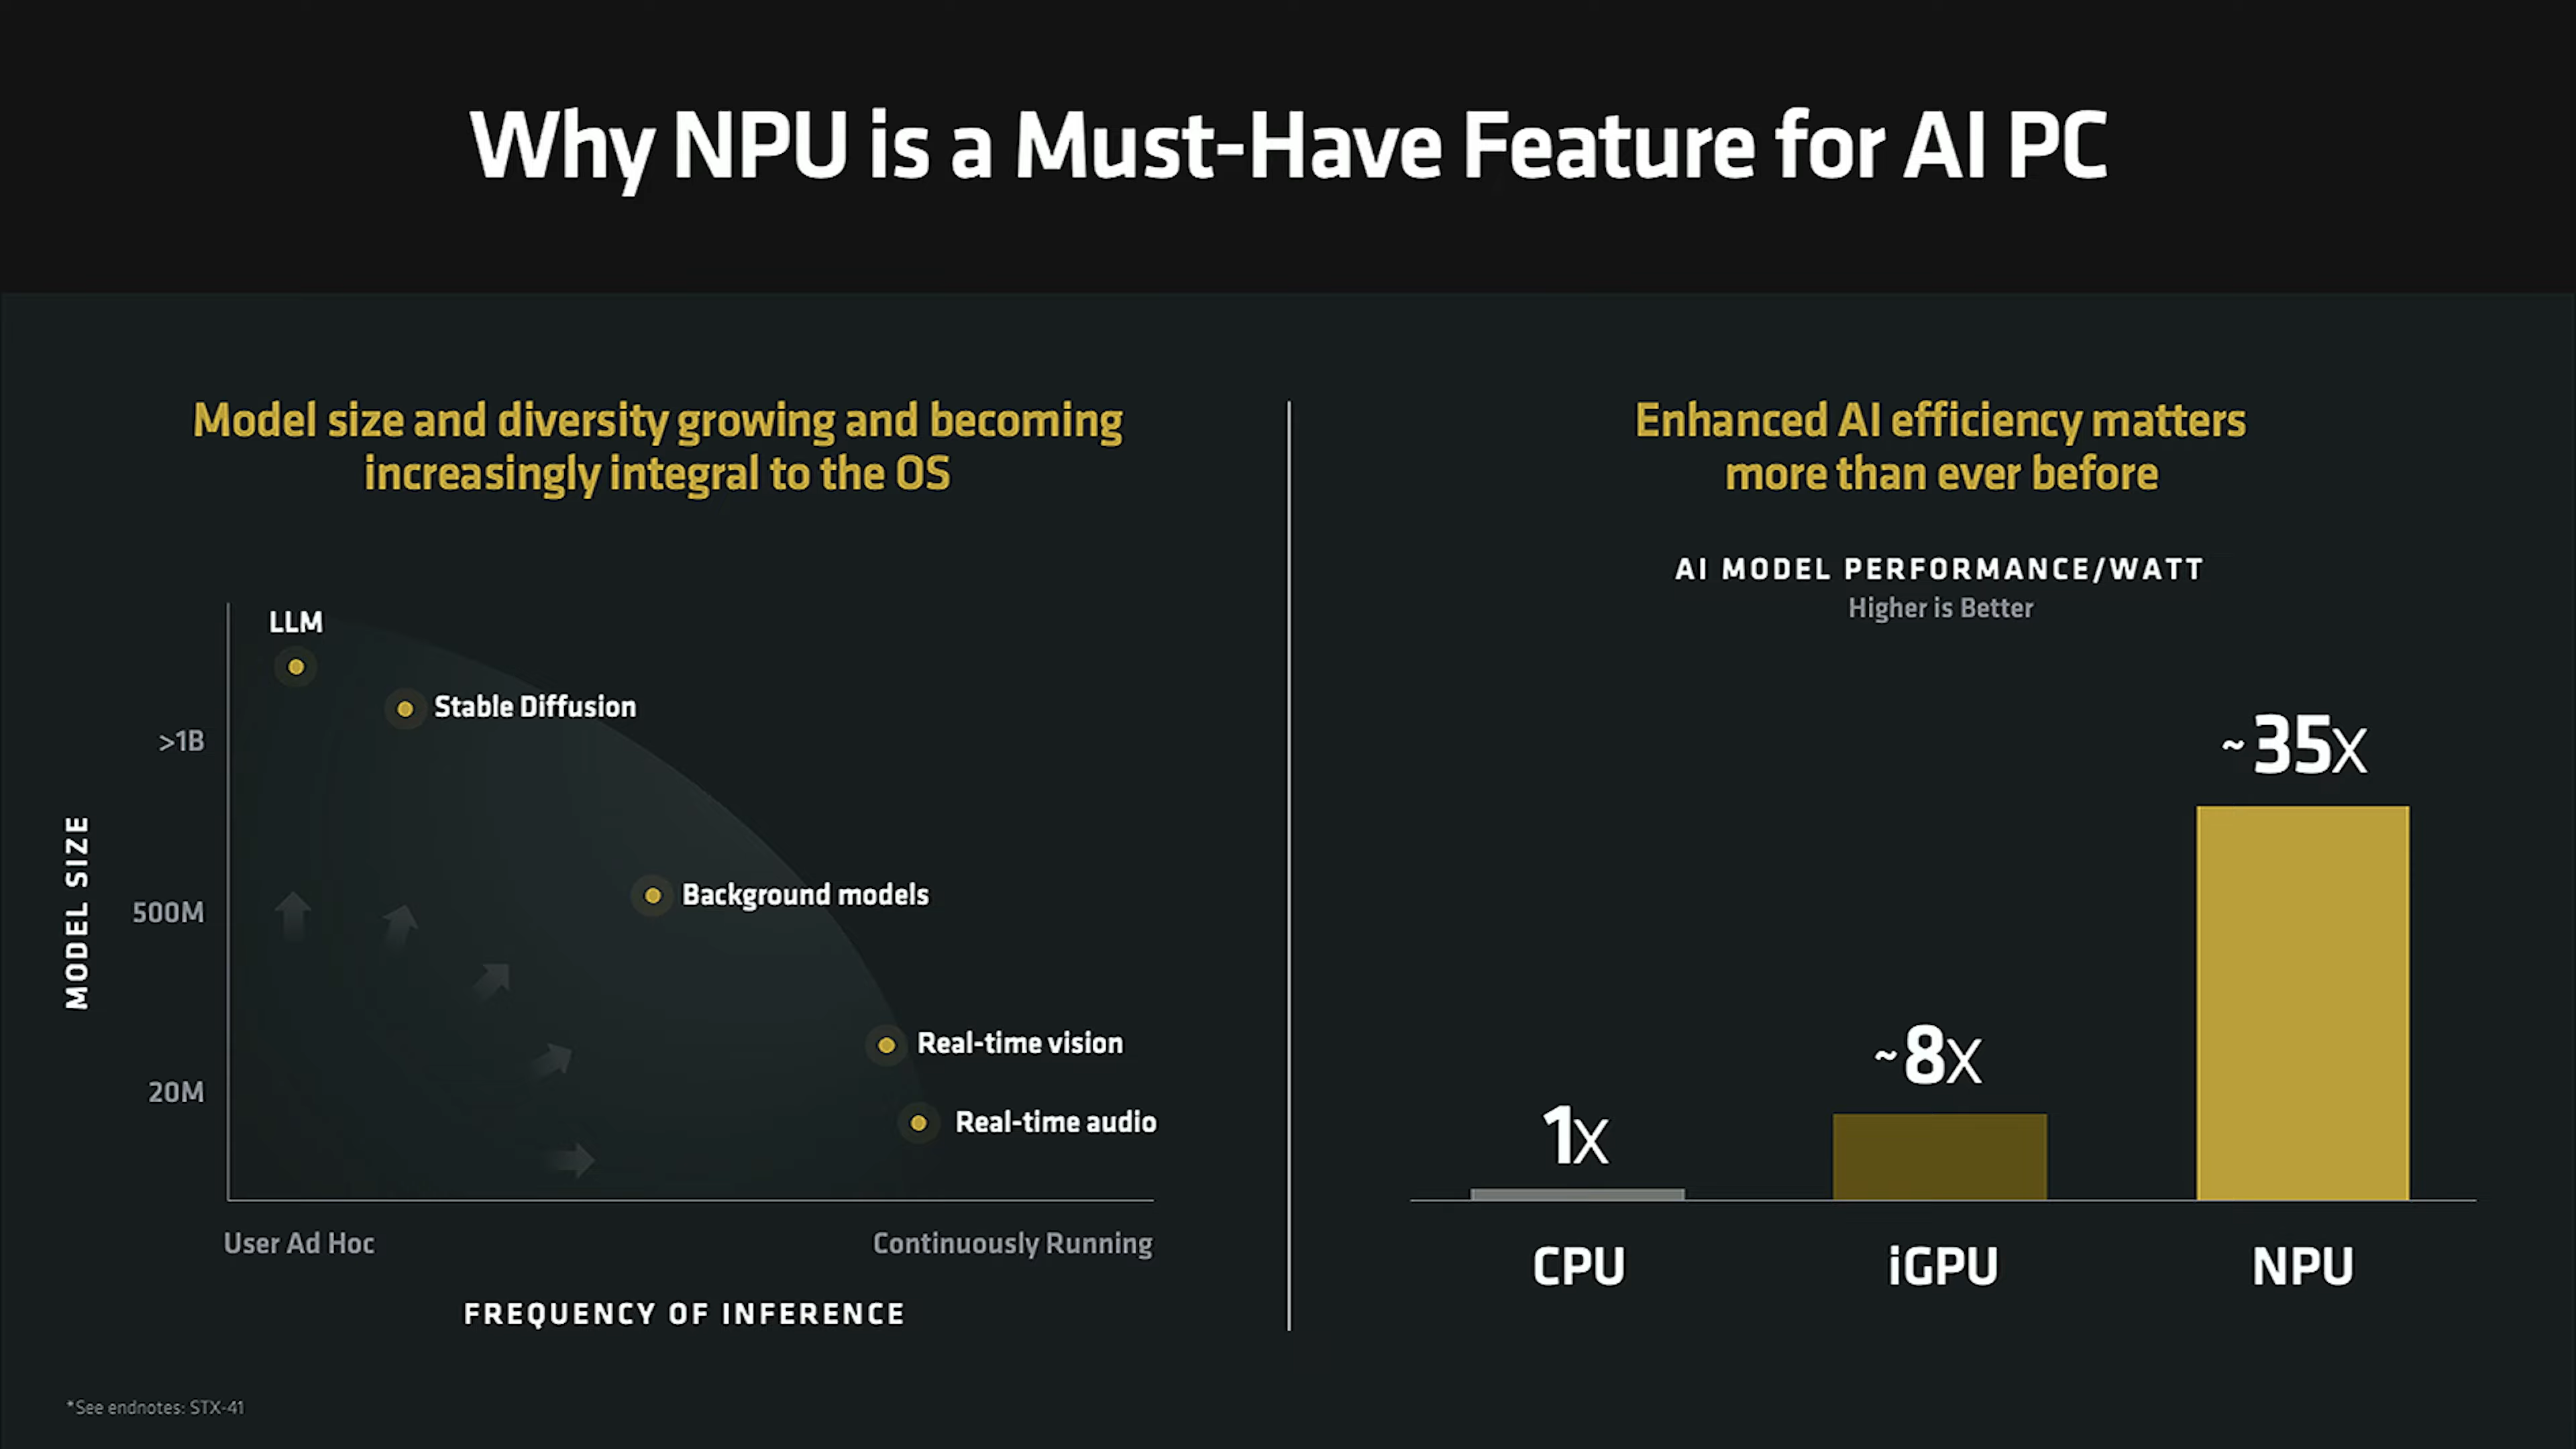 Why NPU is a Must-Have Feature for AI PC
Model size and diversity growing and becoming
increasingly integral to the OS
MODEL SIZE
>1B
500M
20M
LLM
Stable Diffusion
Background models
Real-time vision
Real-time audio
User Ad Hoc
Continuously Running
FREQUENCY OF INFERENCE
Enhanced AI efficiency matters
more than ever before
AI MODEL PERFORMANCE/WATT
Higher is Better
1X
~8X
~35X
CPU
iGPU
NPU
*See endnotes: STX-41